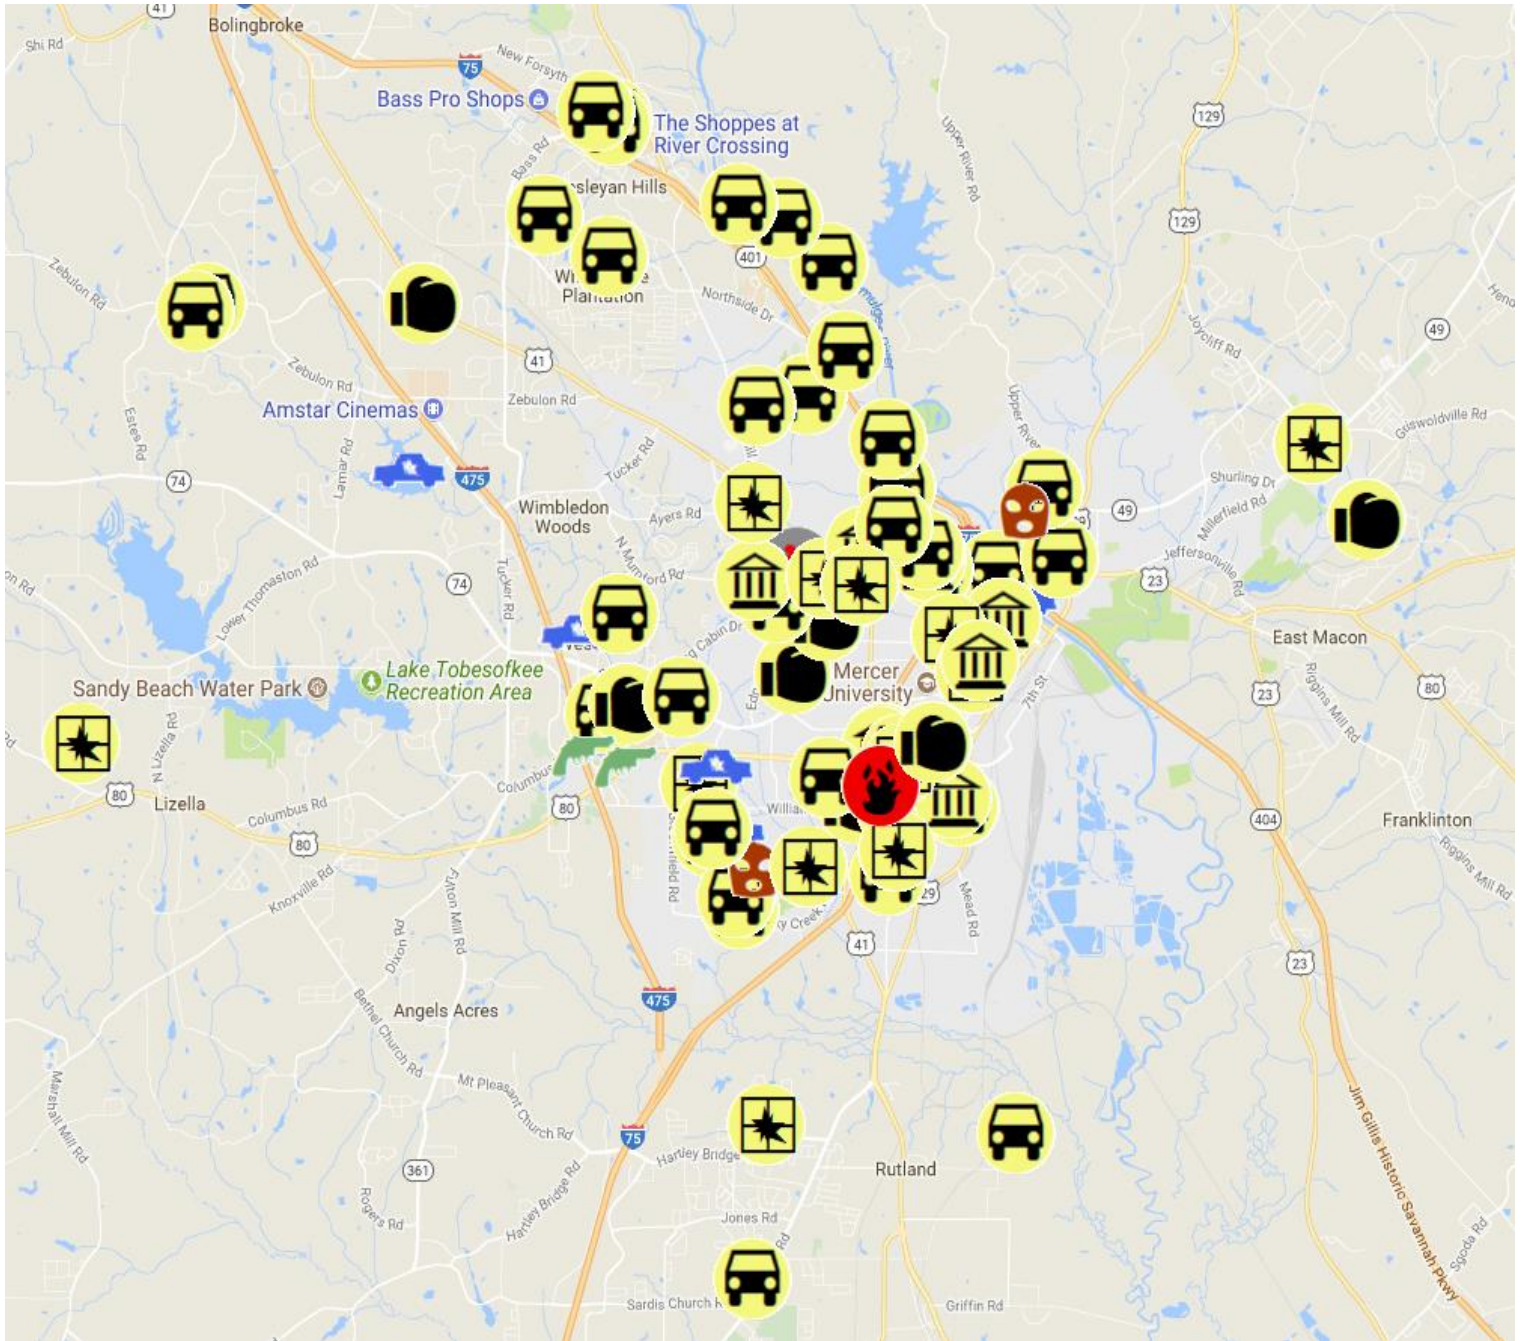 41
Bolingbroke
Shi Rd
New Forsyth
75
Bass Pro Shops
The Shoppes at
River Crossing
129
Bass Rd
Upper River Rd
129
401
Zebulon Rd
Plantation
Northside Dr
49
Joycliff Rd
41
Zebulon Rd
Zebulon Rd
Amstar Cinemas
Estes Rd
Lamar Rd
Tucker Rd
Griswoldville Rd
74
475
Shurling Dr
Wimbledon
Woods
Ayers Rd
49
Millerfield Rd
N Mumford Rd
Jeffersonville
Rd
Lower Thomaston Rd
Tucker Rd
74
23
East Macon
Lake Tobesofkee
Recreation Area
Mercer
University
Sandy Beach Water Park
7th St
23
80
Riggins Mill Rd
N Lizella Rd
80
Lizella
Columbus Rd
80
404
Franklinton
80
Riggins Mill Rd
Knoxville Rd
Fulton Mill Rd
Mead Rd
Dixon Rd
41
23
475
Angels Acres
Bethel Church Rd
Marshall Mill Rd
Mt Pleasant Church Rd
75
Hartley Bridge
Rutland
361
Rogers Rd
Hartley Bridge Rd
Jones Rd
Rd
Jim Gillis Historic Savannah Pkwy
Sgoda Rd
Sardis Church
Griffin Rd